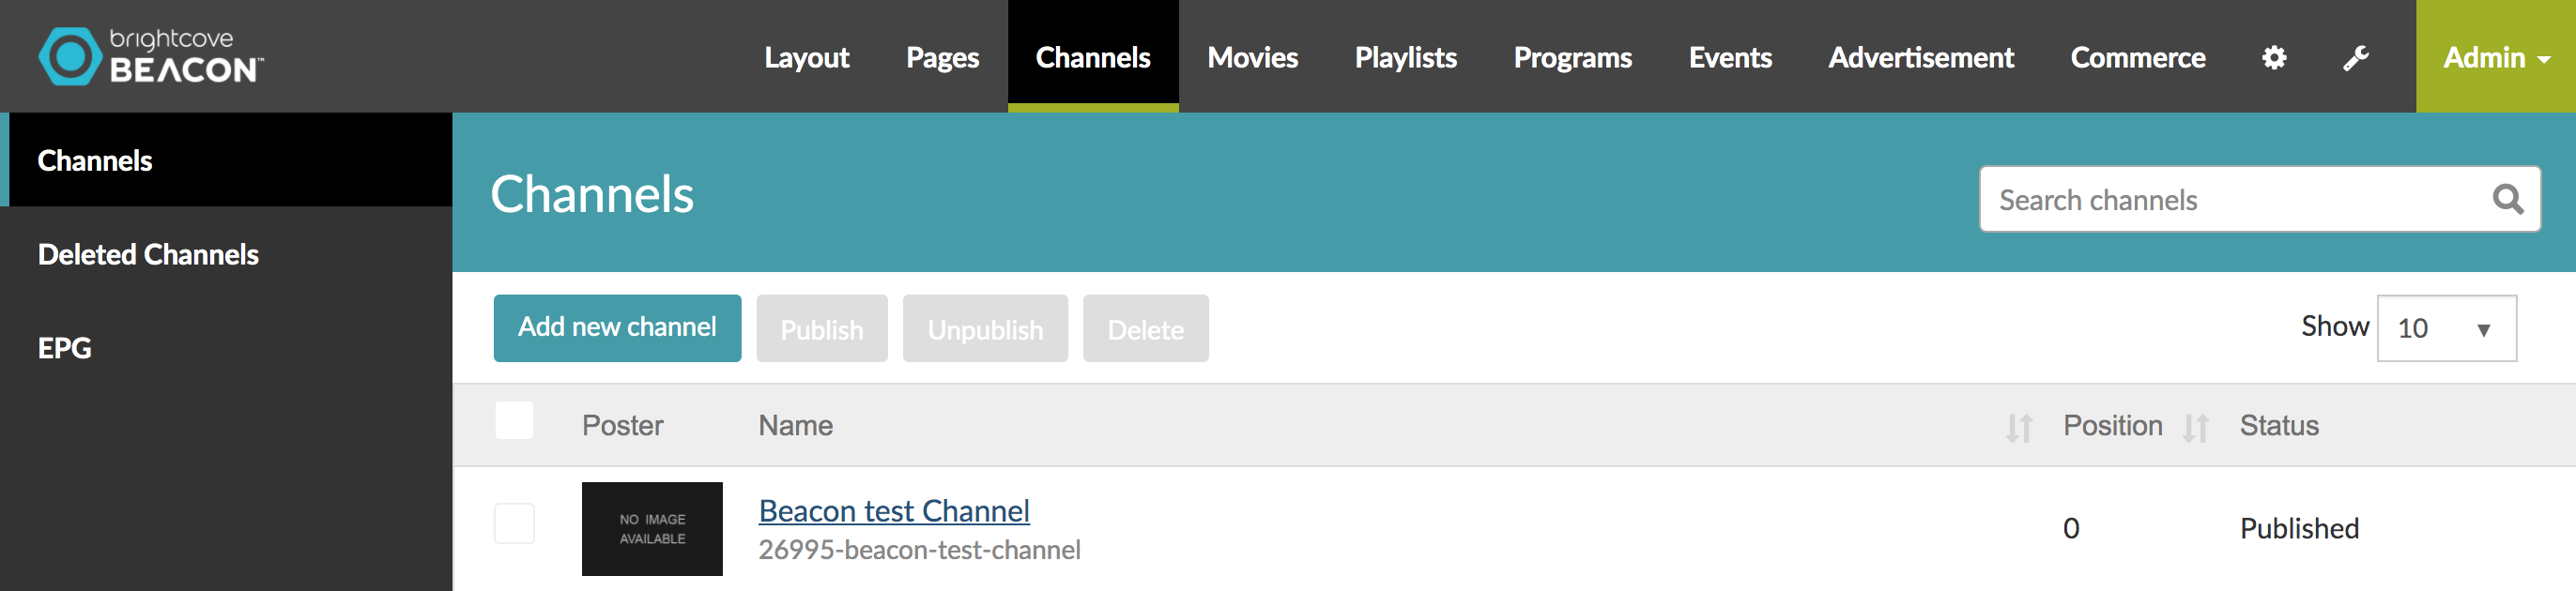 brightcove
BEACON™
Layout Pages Channels Movies Playlists Programs Events Advertisement Commerce Admin
Channels
Deleted Channels
EPG
Channels
Search channels
Add new channel Publish Unpublish Delete
Show 10
Poster Name Position Status
NO IMAGE
AVAILABLE
Beacon test Channel
26995-beacon-test-channel
0 Published